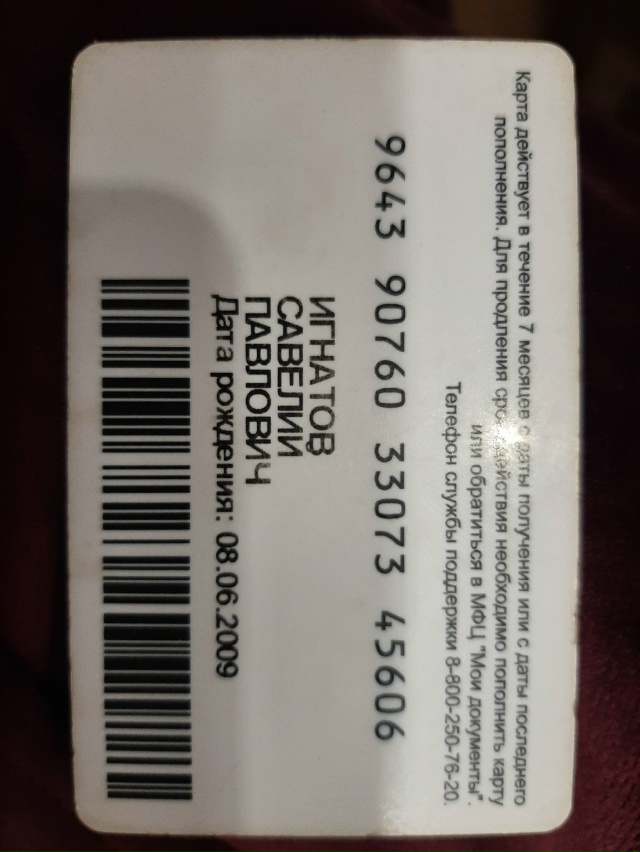 Карта действует в течение 7 месяцев с даты получения или с даты последнего
пополнения. Для продления срока действия необходимо пополнить карту
или обратиться в МФЦ "Мои документы".
Телефон службы поддержки 8-800-250-76-20.
9643 90760 33073 45606
ИГНАТОВ
САВЕЛИЙ
ПАВЛОВИЧ
Дата рождения: 08.06.2009